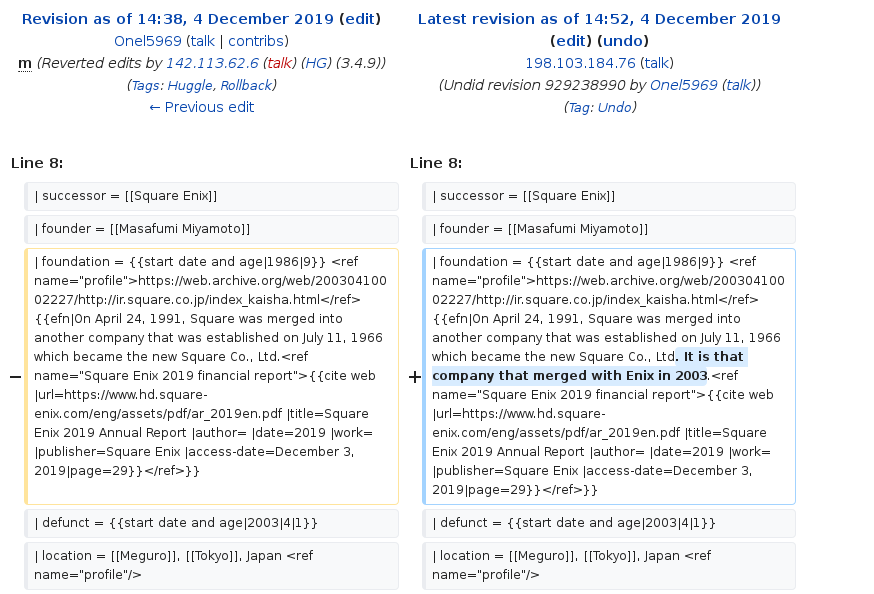 Revision as of 14:38, 4 December 2019 (edit)
Onel5969 (talk | contribs)
m (Reverted edits by 142.113.62.6 (talk) (HG) (3.4.9))
(Tags: Huggle, Rollback)
← Previous edit
Latest revision as of 14:52, 4 December 2019
(edit) (undo)
198.103.184.76 (talk)
(Undid revision 929238990 by Onel5969 (talk))
(Tag: Undo)
Line 8:
Line 8:
| successor = [[Square Enix]]
| successor = [[Square Enix]]
| founder = [[Masafumi Miyamoto]]
| founder = [[Masafumi Miyamoto]]
−
| foundation = {{start date and age|1986|9}} <ref
name="profile">https://web.archive.org/web/200304100
02227/http://ir.square.co.jp/index_kaisha.html</ref>
{{efn|On April 24, 1991, Square was merged into
another company that was established on July 11, 1966
which became the new Square Co., Ltd.<ref
name="Square Enix 2019 financial report">{{cite web
|url=https://www.hd.square-
enix.com/eng/assets/pdf/ar_2019en.pdf |title=Square
Enix 2019 Annual Report |author= |date=2019 |work=
|publisher=Square Enix |access-date=December 3,
2019|page=29}}</ref>}}
+
| foundation = {{start date and age|1986|9}} <ref
name="profile">https://web.archive.org/web/200304100
02227/http://ir.square.co.jp/index_kaisha.html</ref>
{{efn|On April 24, 1991, Square was merged into
another company that was established on July 11, 1966
which became the new Square Co., Ltd. It is that
company that merged with Enix in 2003.<ref
name="Square Enix 2019 financial report">{{cite web
|url=https://www.hd.square-
enix.com/eng/assets/pdf/ar_2019en.pdf |title=Square
Enix 2019 Annual Report |author= |date=2019 |work=
|publisher=Square Enix |access-date=December 3,
2019|page=29}}</ref>}}
| defunct = {{start date and age|2003|4|1}}
| defunct = {{start date and age|2003|4|1}}
| location = [[Meguro]], [[Tokyo]], Japan <ref
name="profile"/>
| location = [[Meguro]], [[Tokyo]], Japan <ref
name="profile"/>